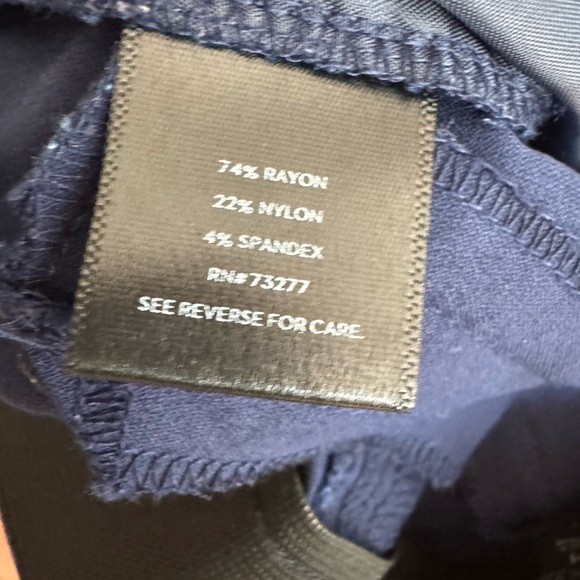 74% RAYON
22% NYLON
4% SPANDEX
RN# 73277
SEE REVERSE FOR CARE.